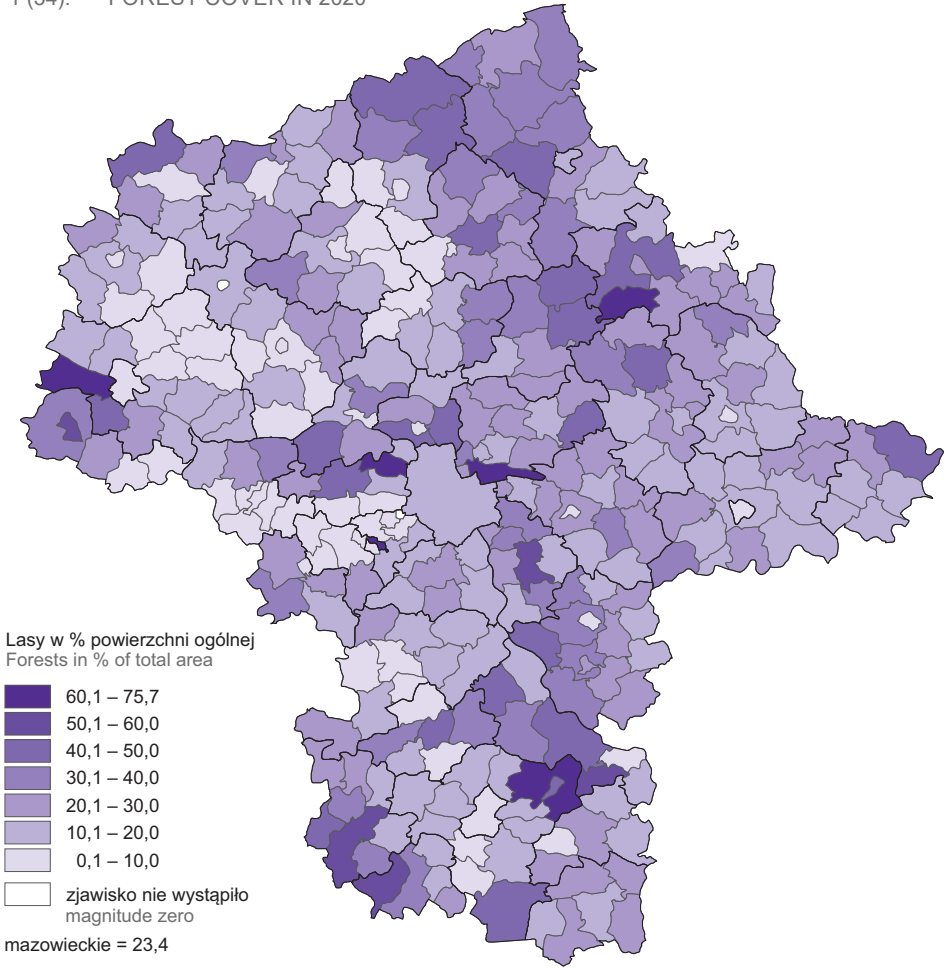 1 (54). FOREST COVER IN 2020
Lasy w % powierzchni ogólnej
Forests in % of total area
60,1 – 75,7
50,1 – 60,0
40,1 – 50,0
30,1 – 40,0
20,1 – 30,0
10,1 – 20,0
0,1 – 10,0
zjawisko nie wystąpiło
magnitude zero
mazowieckie = 23,4